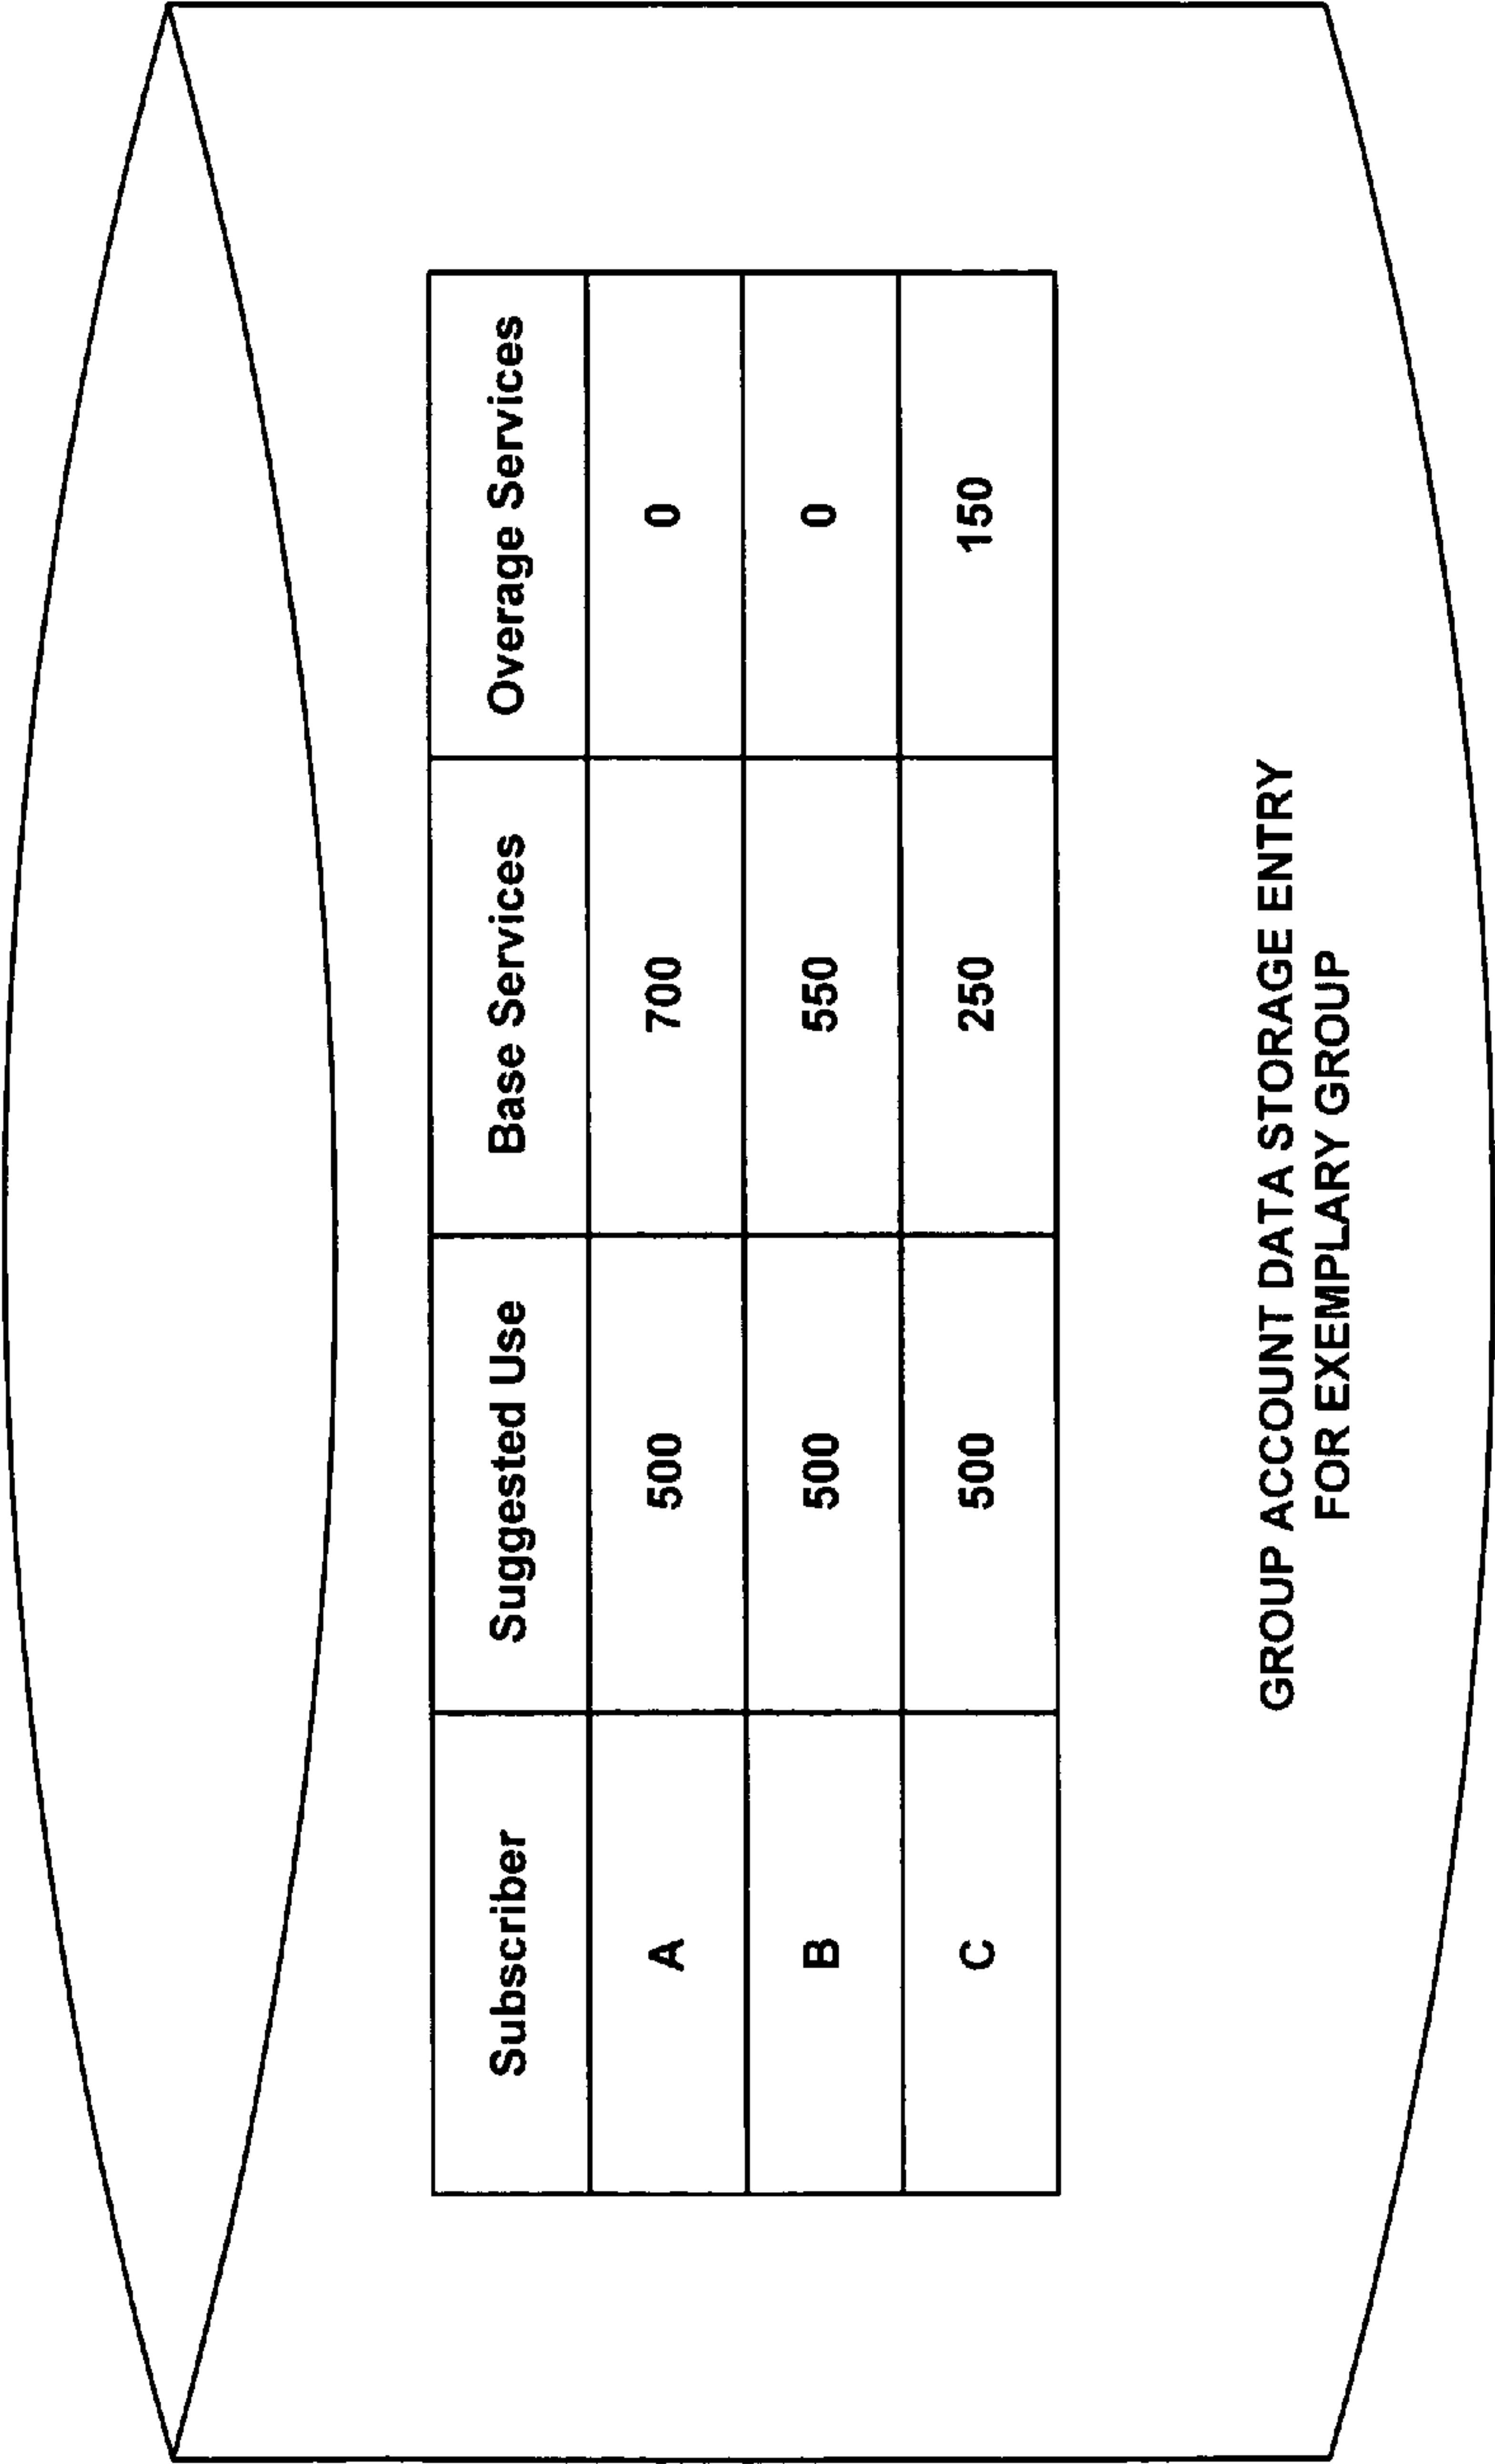 Subscriber Suggested Use Base Services Overage Services
A 500 700 0
B 500 550 0
C 500 250 150
GROUP ACCOUNT DATA STORAGE ENTRY
FOR EXEMPLARY GROUP